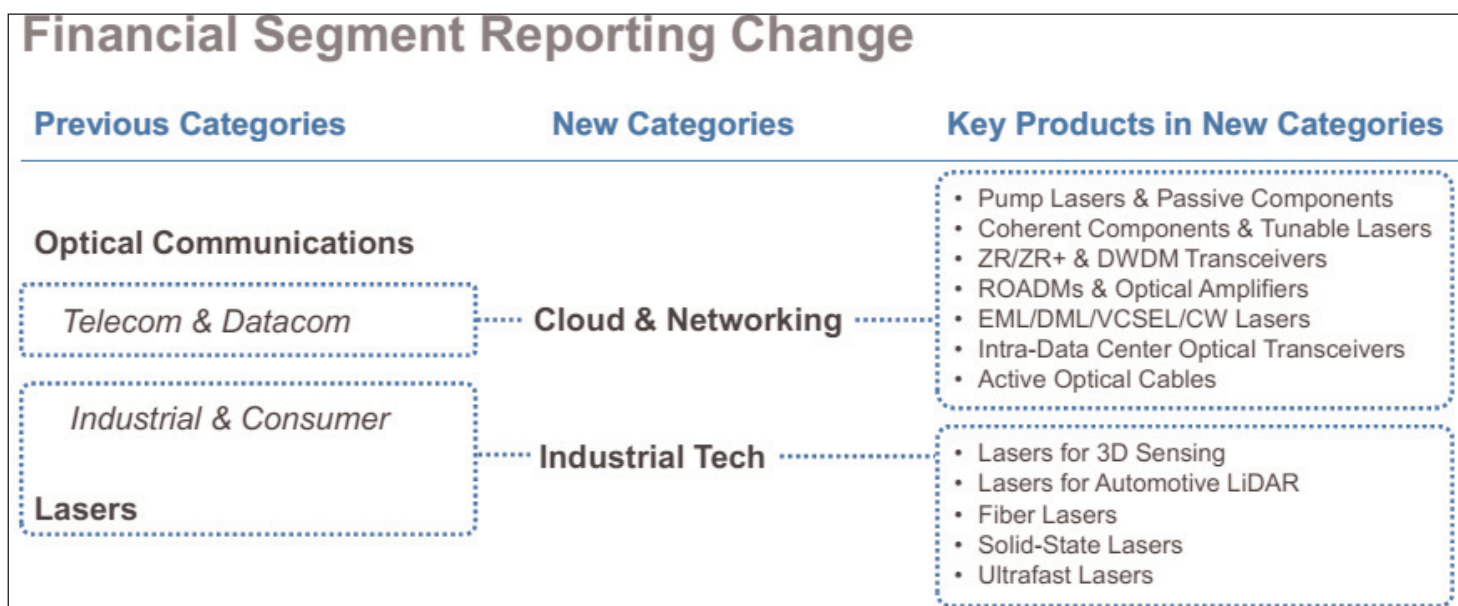 Financial Segment Reporting Change
Previous Categories
New Categories
Key Products in New Categories
Optical Communications
Telecom & Datacom
Cloud & Networking
• Pump Lasers & Passive Components
• Coherent Components & Tunable Lasers
• ZR/ZR+ & DWDM Transceivers
• ROADMs & Optical Amplifiers
• EML/DML/VCSEL/CW Lasers
• Intra-Data Center Optical Transceivers
• Active Optical Cables
Industrial & Consumer
Lasers
Industrial Tech
• Lasers for 3D Sensing
• Lasers for Automotive LiDAR
• Fiber Lasers
• Solid-State Lasers
• Ultrafast Lasers